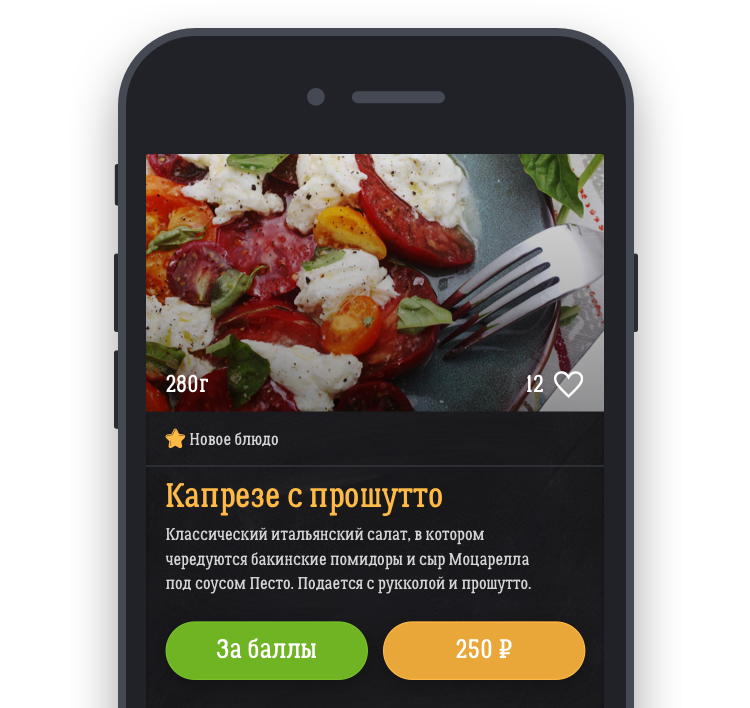 280г
12
Новое блюдо
Капрезе с прошутто
Классический итальянский салат, в котором
чередуются бакинские помидоры и сыр Моцарелла
под соусом Песто. Подается с рукколой и прошутто.
За баллы
250 ₽